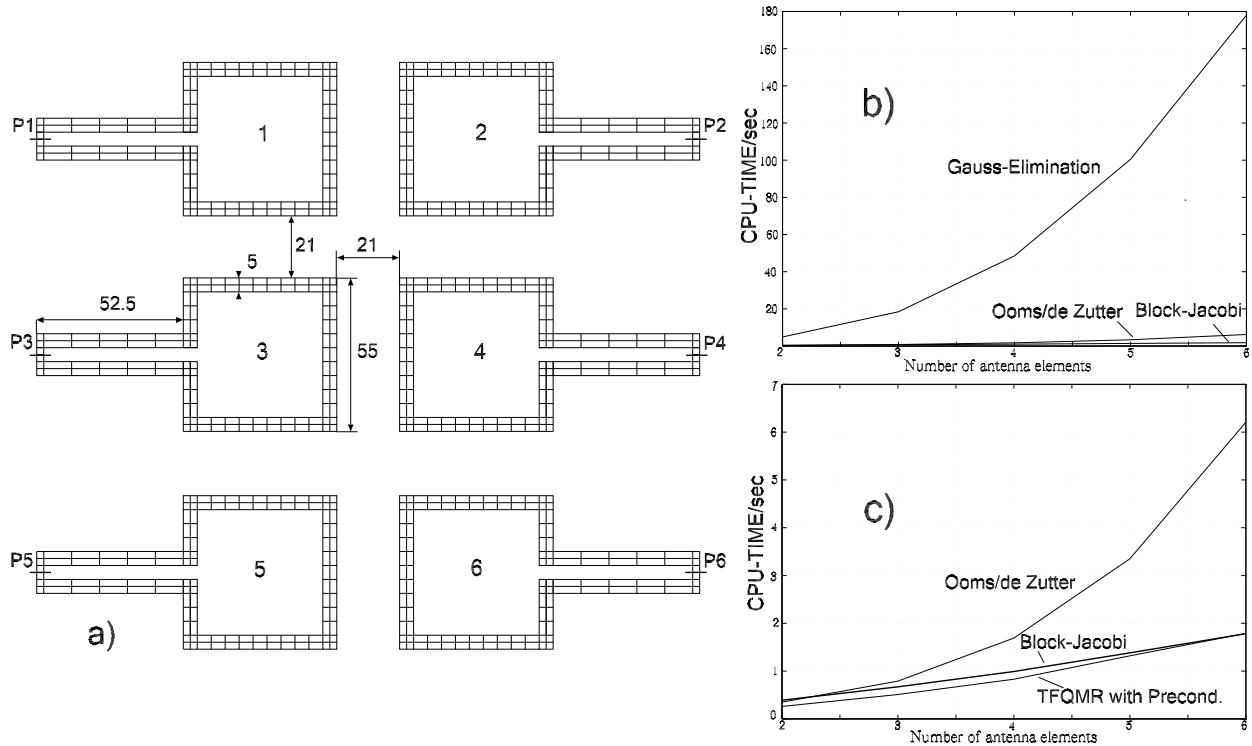 P1
1
2
P2
21
21
5
52.5
P3
3
55
4
P4
P5
5
6
P6
a)
180
160
140
120
100
80
60
40
20
CPU-TIME/sec
b)
Gauss-Elimination
Ooms/de Zutter
Block-Jacobi
2
3
4
5
6
Number of antenna elements
7
6
5
4
3
2
1
0
CPU-TIME/sec
c)
Ooms/de Zutter
Block-Jacobi
TFQMR with Precond.
2
3
4
5
6
Number of antenna elements